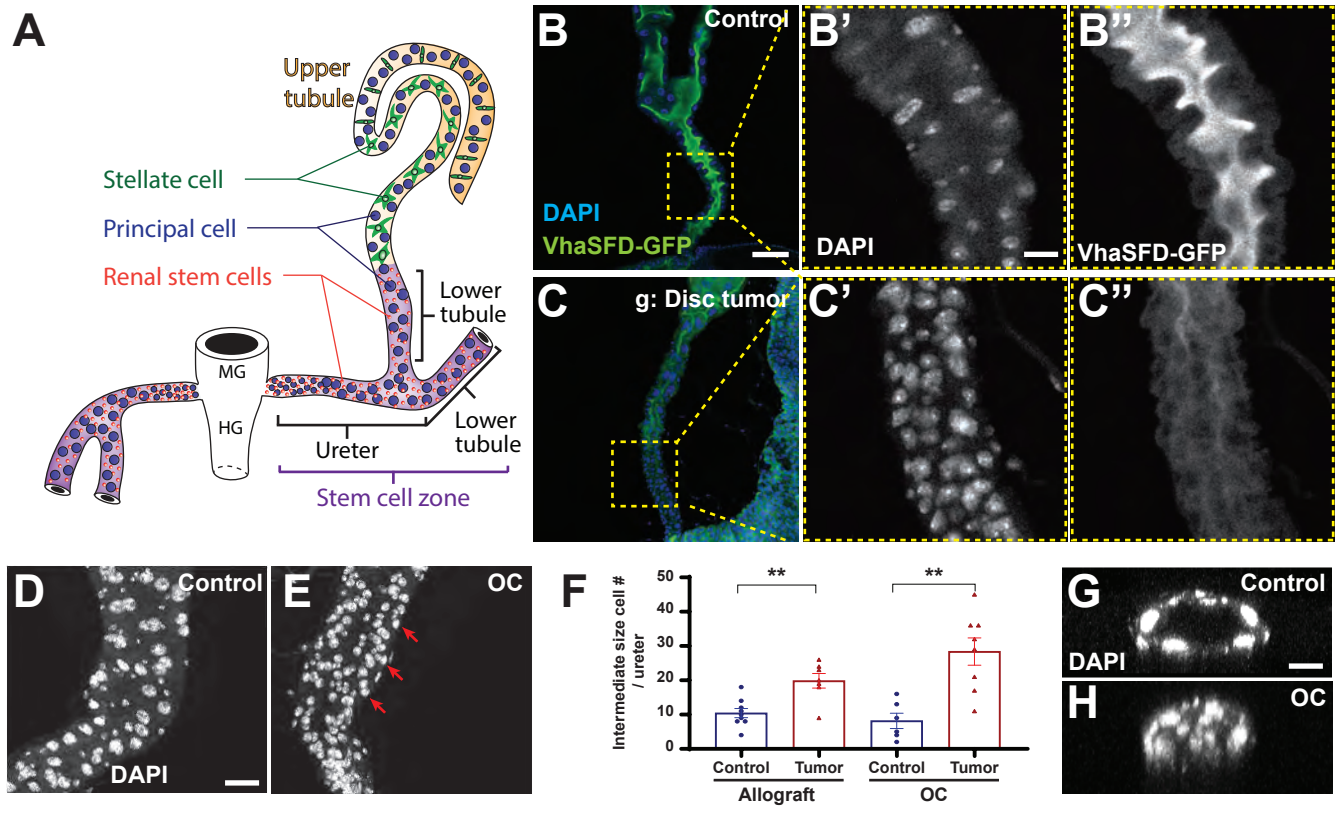 A
Upper
tubule
Stellate cell
Principal cell
Renal stem cells
Lower
tubule
MG
HG
Ureter
Lower
tubule
Stem cell zone
B
Control
DAPI
VhaSFD-GFP
B'
DAPI
B''
VhaSFD-GFP
C
g: Disc tumor
C'
C''
D
Control
DAPI
E
OC
F
Intermediate size cell #
/ ureter
50
40
30
20
10
0
**
**
Control
Tumor
Control
Tumor
Allograft
OC
G
Control
DAPI
H
OC